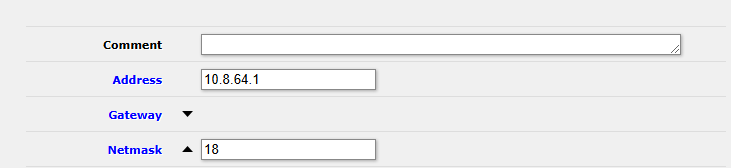 Comment
Address 10.8.64.1
Gateway
Netmask 18